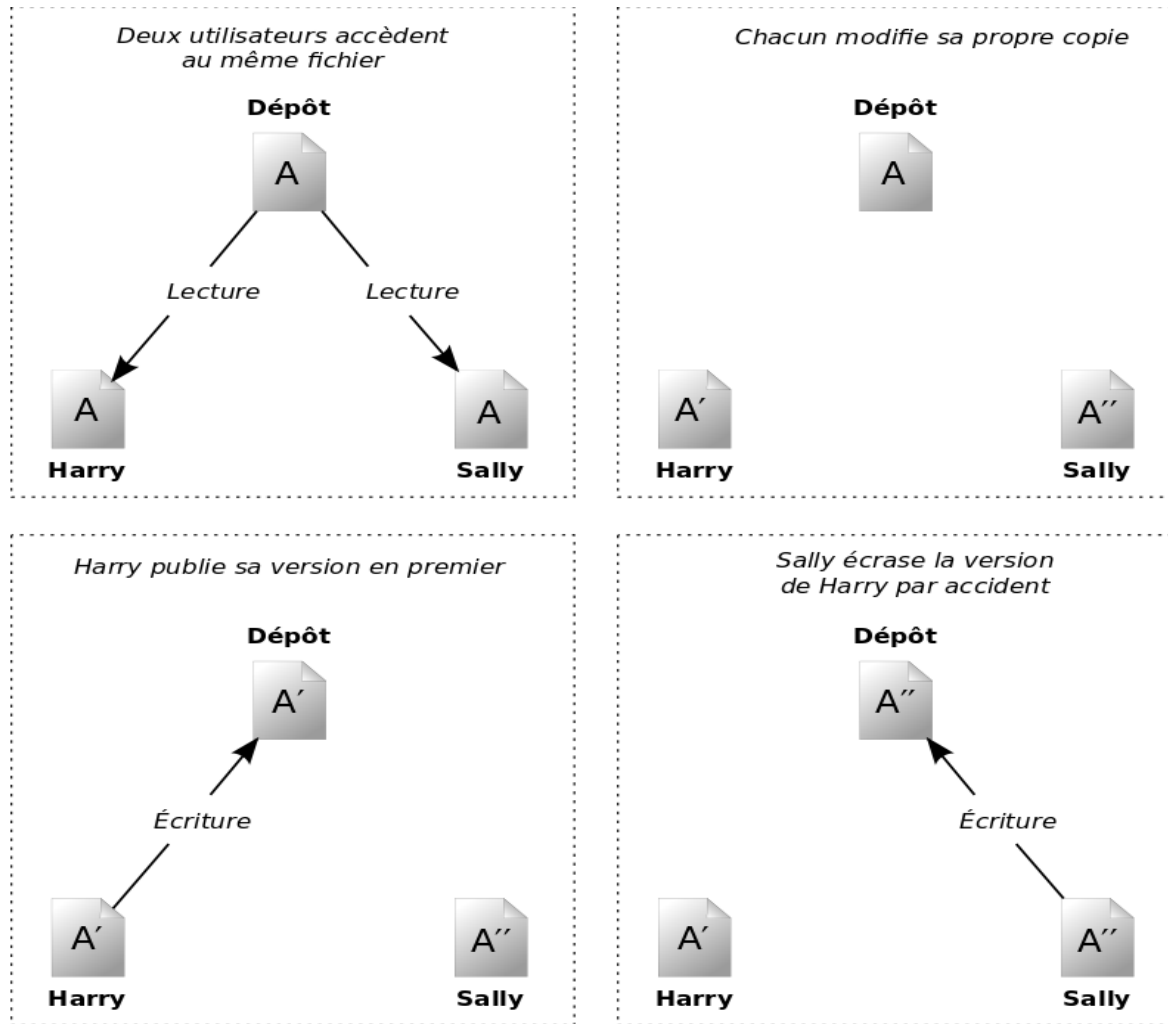 Deux utilisateurs accèdent
au même fichier
Dépôt
A
Lecture
Lecture
A
A
Harry
Sally
Chacun modifie sa propre copie
Dépôt
A
A′
A′′
Harry
Sally
Harry publie sa version en premier
Dépôt
A′
Écriture
A′
A′′
Harry
Sally
Sally écrase la version
de Harry par accident
Dépôt
A′′
Écriture
A′
A′′
Harry
Sally